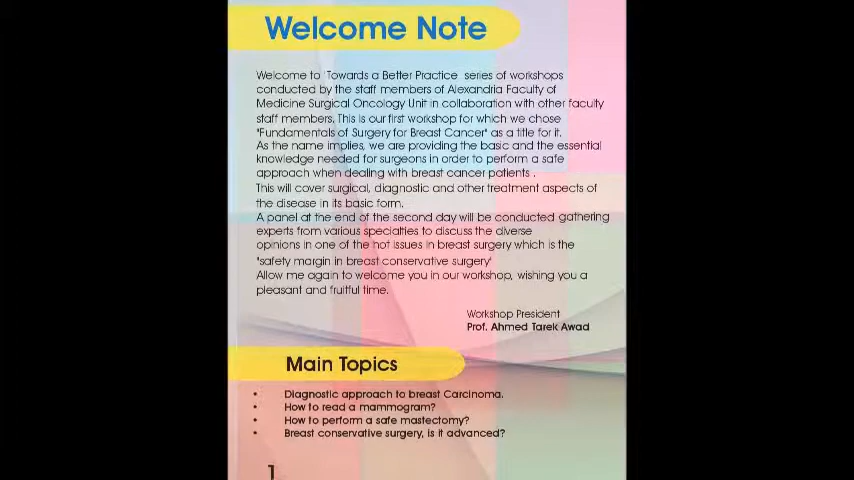 Welcome Note
Welcome to 'Towards a Better Practice series of workshops
conducted by the staff members of Alexandria Faculty of
Medicine Surgical Oncology Unit in collaboration with other faculty
staff members. This is our first workshop for which we chose
"Fundamentals of Surgery for Breast Cancer" as a title for it.
As the name implies, we are providing the basic and the essential
knowledge needed for surgeons in order to perform a safe
approach when dealing with breast cancer patients .
This will cover surgical, diagnostic and other treatment aspects of
the disease in its basic form.
A panel at the end of the second day will be conducted gathering
experts from various specialties to discuss the diverse
opinions in one of the hot issues in breast surgery which is the
"safety margin in breast conservative surgery"
Allow me again to welcome you in our workshop, wishing you a
pleasant and fruitful time.
Workshop President
Prof. Ahmed Tarek Awad
Main Topics
• Diagnostic approach to breast Carcinoma.
• How to read a mammogram?
• How to perform a safe mastectomy?
• Breast conservative surgery, is it advanced?
1